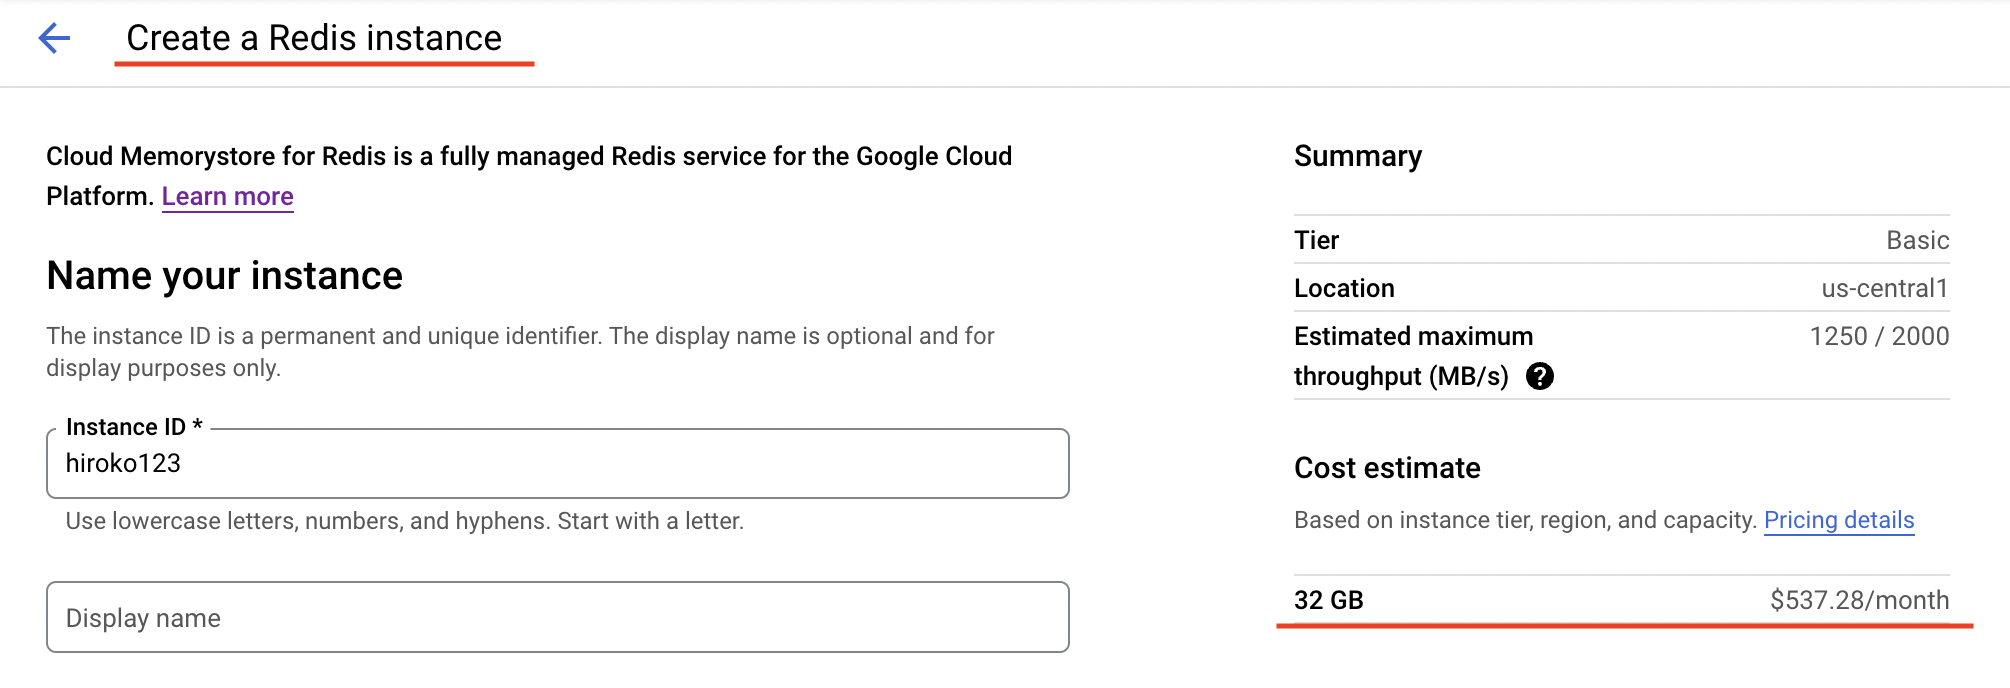 Create a Redis instance
Cloud Memorystore for Redis is a fully managed Redis service for the Google Cloud
Platform. Learn more
Name your instance
The instance ID is a permanent and unique identifier. The display name is optional and for
display purposes only.
Instance ID *
hiroko123
Use lowercase letters, numbers, and hyphens. Start with a letter.
Display name
Summary
Tier Basic
Location us-central1
Estimated maximum 1250 / 2000
throughput (MB/s) ?
Cost estimate
Based on instance tier, region, and capacity. Pricing details
32 GB $537.28/month